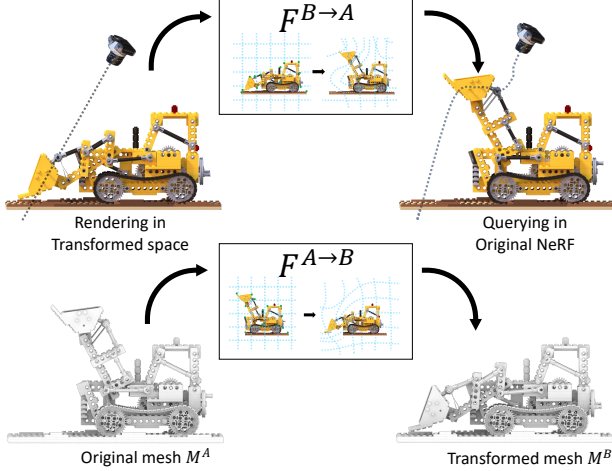 F^{B→A}
Rendering in
Transformed space
Querying in
Original NeRF
F^{A→B}
Original mesh M^A
Transformed mesh M^B